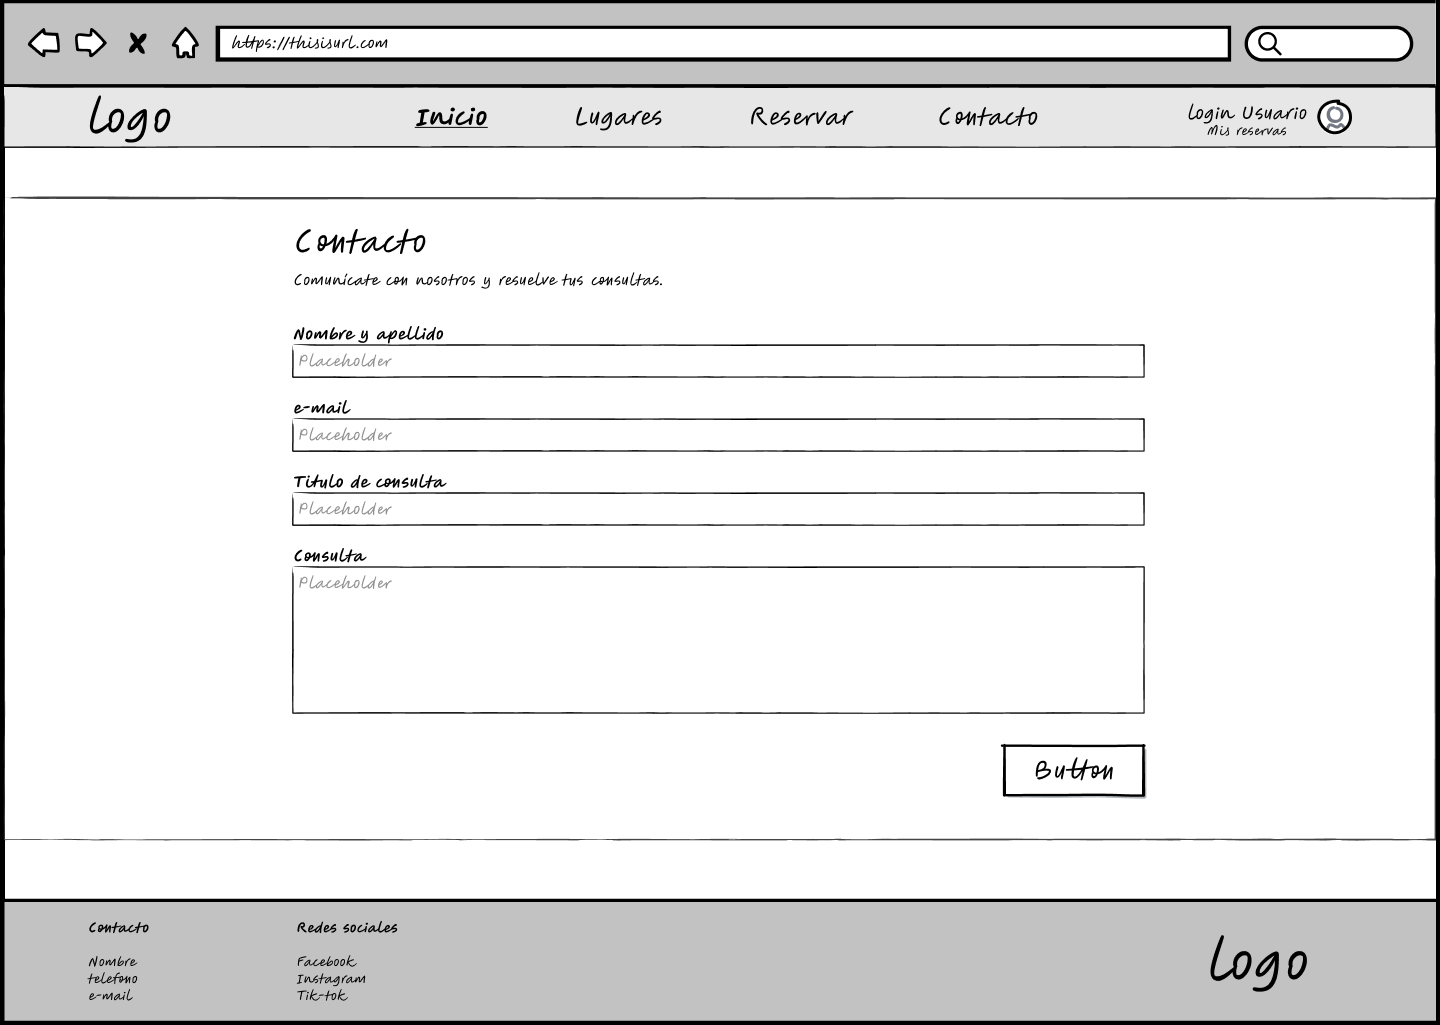 https://thisisurl.com
logo
Inicio
Lugares
Reservar
Contacto
login Usuario
Mis reservas
Contacto
Comunícate con nosotros y resuelve tus consultas.
Nombre y apellido
Placeholder
e-mail
Placeholder
Titulo de consulta
Placeholder
Consulta
Placeholder
Button
Contacto
Nombre
telefono
e-mail
Redes sociales
Facebook
Instagram
Tik-tok
logo